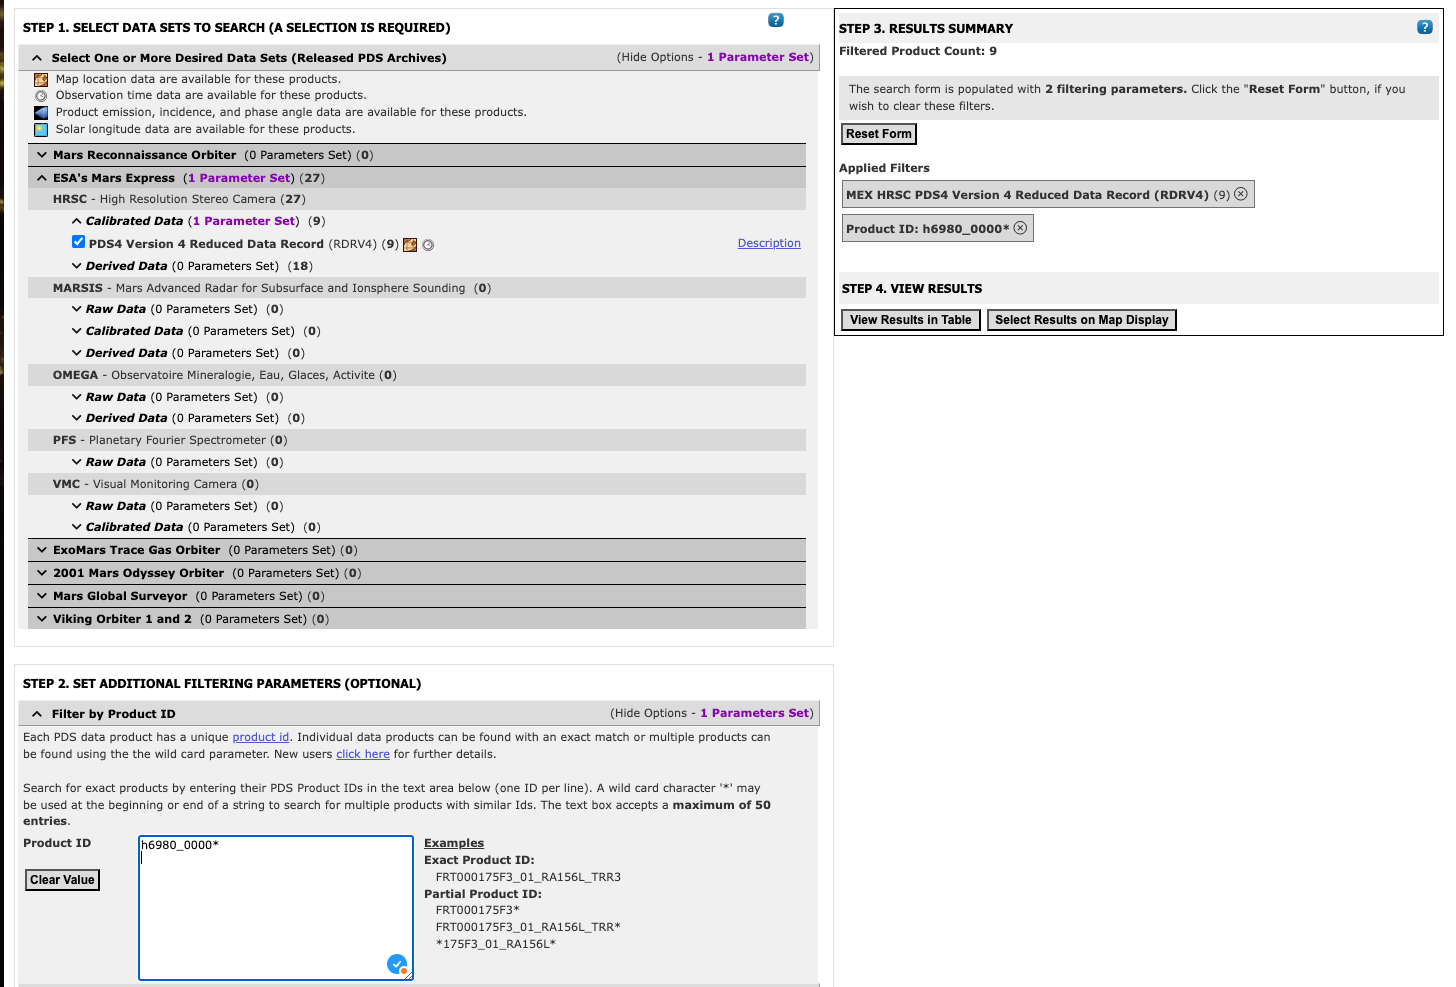 STEP 1. SELECT DATA SETS TO SEARCH (A SELECTION IS REQUIRED)
?
Select One or More Desired Data Sets (Released PDS Archives) (Hide Options - 1 Parameter Set)
Map location data are available for these products.
Observation time data are available for these products.
Product emission, incidence, and phase angle data are available for these products.
Solar longitude data are available for these products.
Mars Reconnaissance Orbiter (0 Parameters Set) (0)
ESA's Mars Express (1 Parameter Set) (27)
HRSC - High Resolution Stereo Camera (27)
Calibrated Data (1 Parameter Set) (9)
PDS4 Version 4 Reduced Data Record (RDRV4) (9) Description
Derived Data (0 Parameters Set) (18)
MARSIS - Mars Advanced Radar for Subsurface and Ionsphere Sounding (0)
Raw Data (0 Parameters Set) (0)
Calibrated Data (0 Parameters Set) (0)
Derived Data (0 Parameters Set) (0)
OMEGA - Observatoire Mineralogie, Eau, Glaces, Activite (0)
Raw Data (0 Parameters Set) (0)
Derived Data (0 Parameters Set) (0)
PFS - Planetary Fourier Spectrometer (0)
Raw Data (0 Parameters Set) (0)
VMC - Visual Monitoring Camera (0)
Raw Data (0 Parameters Set) (0)
Calibrated Data (0 Parameters Set) (0)
ExoMars Trace Gas Orbiter (0 Parameters Set) (0)
2001 Mars Odyssey Orbiter (0 Parameters Set) (0)
Mars Global Surveyor (0 Parameters Set) (0)
Viking Orbiter 1 and 2 (0 Parameters Set) (0)
STEP 2. SET ADDITIONAL FILTERING PARAMETERS (OPTIONAL)
Filter by Product ID (Hide Options - 1 Parameters Set)
Each PDS data product has a unique product id. Individual data products can be found with an exact match or multiple products can
be found using the the wild card parameter. New users click here for further details.
Search for exact products by entering their PDS Product IDs in the text area below (one ID per line). A wild card character '*' may
be used at the beginning or end of a string to search for multiple products with similar Ids. The text box accepts a maximum of 50
entries.
Product ID
Clear Value
h6980_0000*
Examples
Exact Product ID:
FRT000175F3_01_RA156L_TRR3
Partial Product ID:
FRT000175F3*
FRT000175F3_01_RA156L_TRR*
*175F3_01_RA156L*
STEP 3. RESULTS SUMMARY
?
Filtered Product Count: 9
The search form is populated with 2 filtering parameters. Click the "Reset Form" button, if you
wish to clear these filters.
Reset Form
Applied Filters
MEX HRSC PDS4 Version 4 Reduced Data Record (RDRV4) (9)
Product ID: h6980_0000*
STEP 4. VIEW RESULTS
View Results in Table Select Results on Map Display